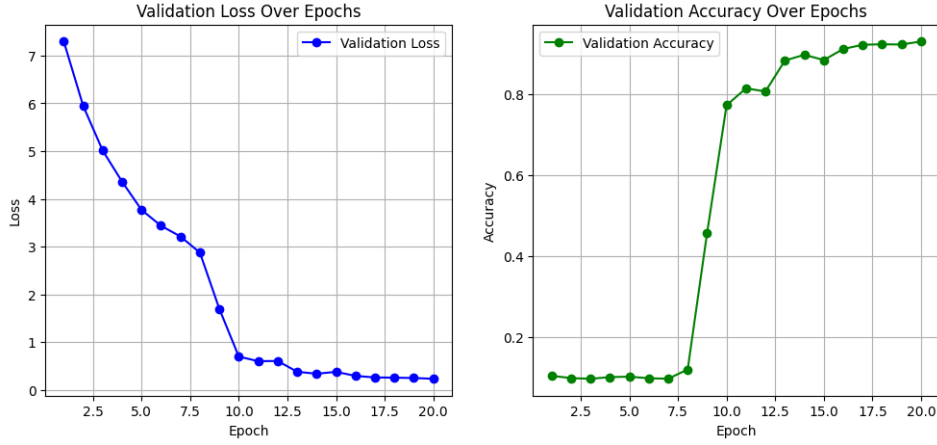 Validation Loss Over Epochs
Validation Loss
7
6
5
4
3
2
1
0
Loss
2.5 5.0 7.5 10.0 12.5 15.0 17.5 20.0
Epoch
Validation Accuracy Over Epochs
Validation Accuracy
0.8
0.6
0.4
0.2
Accuracy
2.5 5.0 7.5 10.0 12.5 15.0 17.5 20.0
Epoch